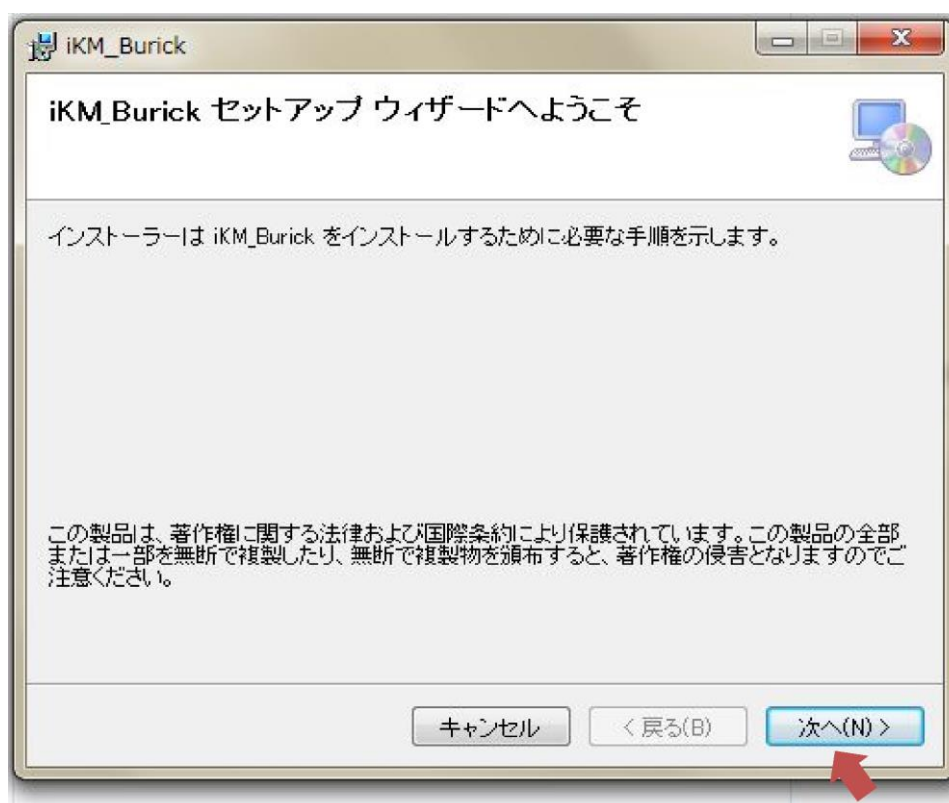 iKM_Burick
iKM_Burick セットアップ ウィザードへようこそ
インストーラーは iKM_Burick をインストールするために必要な手順を示します。
この製品は、著作権に関する法律および国際条約により保護されています。この製品の全部
または一部を無断で複製したり、無断で複製物を頒布すると、著作権の侵害となりますのでご
注意ください。
キャンセル
< 戻る(B)
次へ(N) >